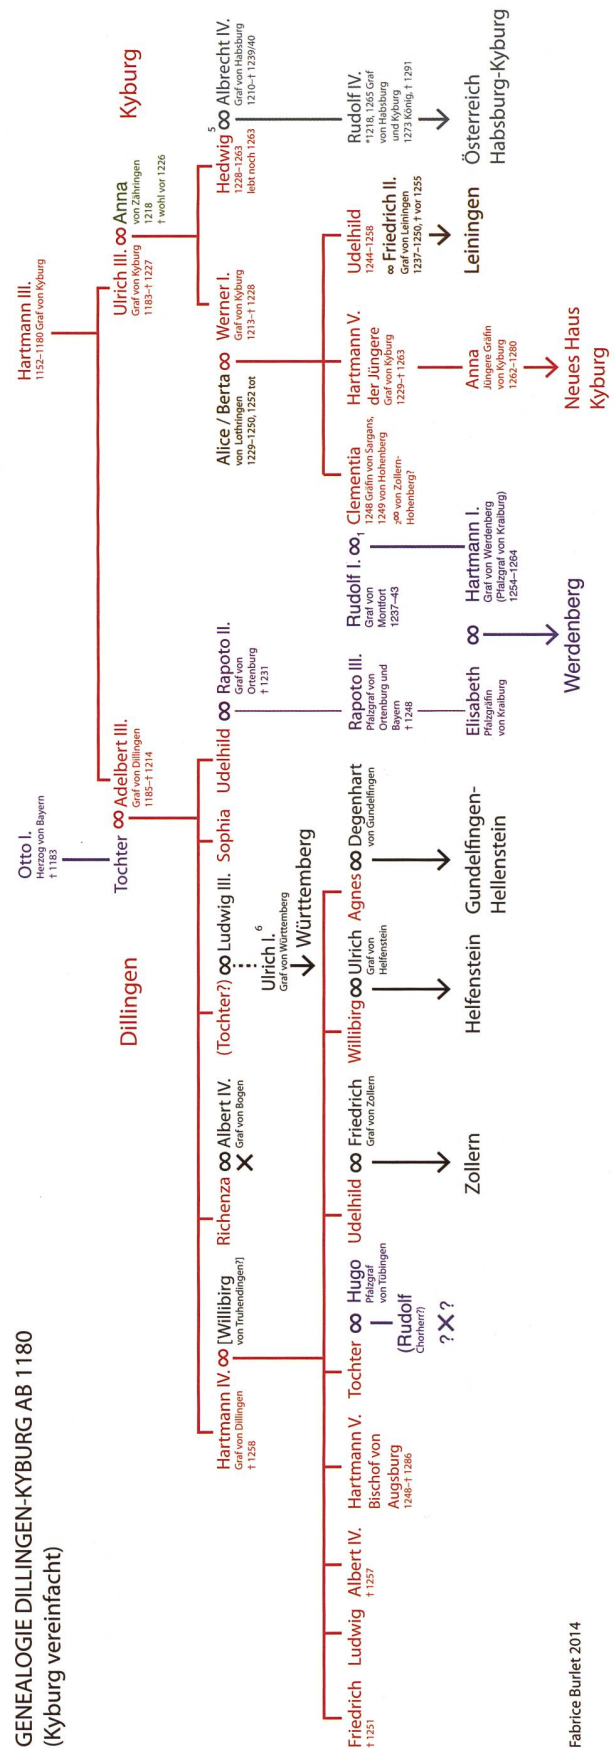 GENEALOGIE DILLINGEN-KYBURG AB 1180
(Kyburg vereinfacht)
Otto I.
Herzog von Bayern
† 1183
Hartmann III.
1152–1180 Graf von Kyburg
Dillingen
Tochter ∞ Adelbert III.
Graf von Dillingen
1185–† 1214
Ulrich III. ∞ Anna
Graf von Kyburg
1183–† 1227
von Zähringen
1218
† wohl vor 1226
Kyburg
Hartmann IV. ∞ [Willibirg
Graf von Dillingen
† 1258
von Truhendingen?]
Richenza ∞ Albert IV.
Graf von Bogen
(Tochter?) ∞ Ludwig III.
Ulrich I. 6
Graf von Württemberg
Württemberg
Sophia
Udelhild ∞ Rapoto II.
Graf von
Ortenburg
† 1231
Alice / Berta ∞ Werner I.
von Lothringen
1229–1250, 1252 tot
Graf von Kyburg
1213–† 1228
Hedwig 5 ∞ Albrecht IV.
1228–1263
lebt noch 1263
Graf von Habsburg
1210–† 1239/40
Friedrich
† 1251
Ludwig
Albert IV.
† 1257
Hartmann V.
Bischof von
Augsburg
1248–† 1286
Tochter ∞ Hugo
Pfalzgraf
von Tübingen
(Rudolf
Chorherr?)
?X?
Udelhild ∞ Friedrich
Graf von Zollern
Zollern
Willibirg ∞ Ulrich
Graf von
Helfenstein
Helfenstein
Agnes ∞ Degenhart
von Gundelfingen
Gundelfingen-
Hellenstein
Rapoto III.
Pfalzgraf von
Ortenburg und
Bayern
† 1248
Rudolf I. ∞1 Clementia
Graf von
Montfort
1237–43
1248 Gräfin von Sargans,
1249 von Hohenberg
2∞ von Zollern-
Hohenberg?
Hartmann V.
der Jüngere
Graf von Kyburg
1229–† 1263
Udelhild
1244–1258
∞ Friedrich II.
Graf von Leiningen
1237–1250, † vor 1255
Leiningen
Rudolf IV.
*1218, 1265 Graf
von Habsburg
und Kyburg
1273 König, † 1291
Österreich
Habsburg-Kyburg
Elisabeth ∞ Hartmann I.
Pfalzgräfin
von Kraiburg
Graf von Werdenberg
(Pfalzgraf von Kraiburg)
1254–1264
Werdenberg
Anna
Jüngere Gräfin
von Kyburg
1262–1280
Neues Haus
Kyburg
Fabrice Burlet 2014